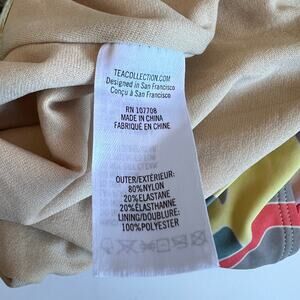 TEACOLLECTION.COM
Designed in San Francisco
Conçu à San Francisco
RN 107708
MADE IN CHINA
FABRIQUÉ EN CHINE
OUTER/EXTÉRIEUR:
80%NYLON
20%ELASTANE
20%ÉLASTHANNE
LINING/DOUBLURE:
100%POLYESTER